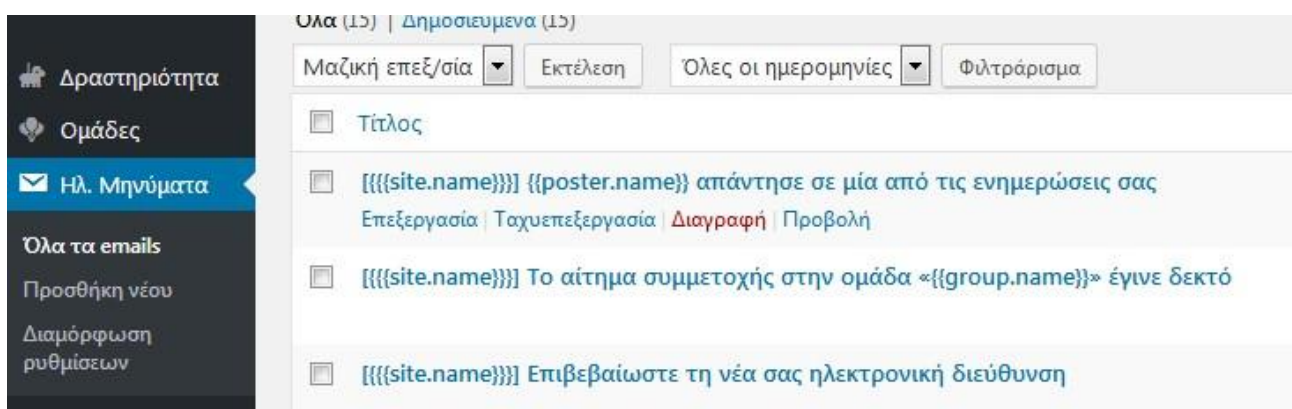 Όλα (15) | Δημοσιευμένα (15)
Μαζική επεξ/σία Εκτέλεση Όλες οι ημερομηνίες Φιλτράρισμα
Δραστηριότητα
Ομάδες
Ηλ. Μηνύματα
Όλα τα emails
Προσθήκη νέου
Διαμόρφωση
ρυθμίσεων
Τίτλος
[{{{site.name}}}] {{poster.name}} απάντησε σε μία από τις ενημερώσεις σας
Επεξεργασία | Ταχυεπεξεργασία | Διαγραφή | Προβολή
[{{{site.name}}}] Το αίτημα συμμετοχής στην ομάδα «{{group.name}}» έγινε δεκτό
[{{{site.name}}}] Επιβεβαίωστε τη νέα σας ηλεκτρονική διεύθυνση